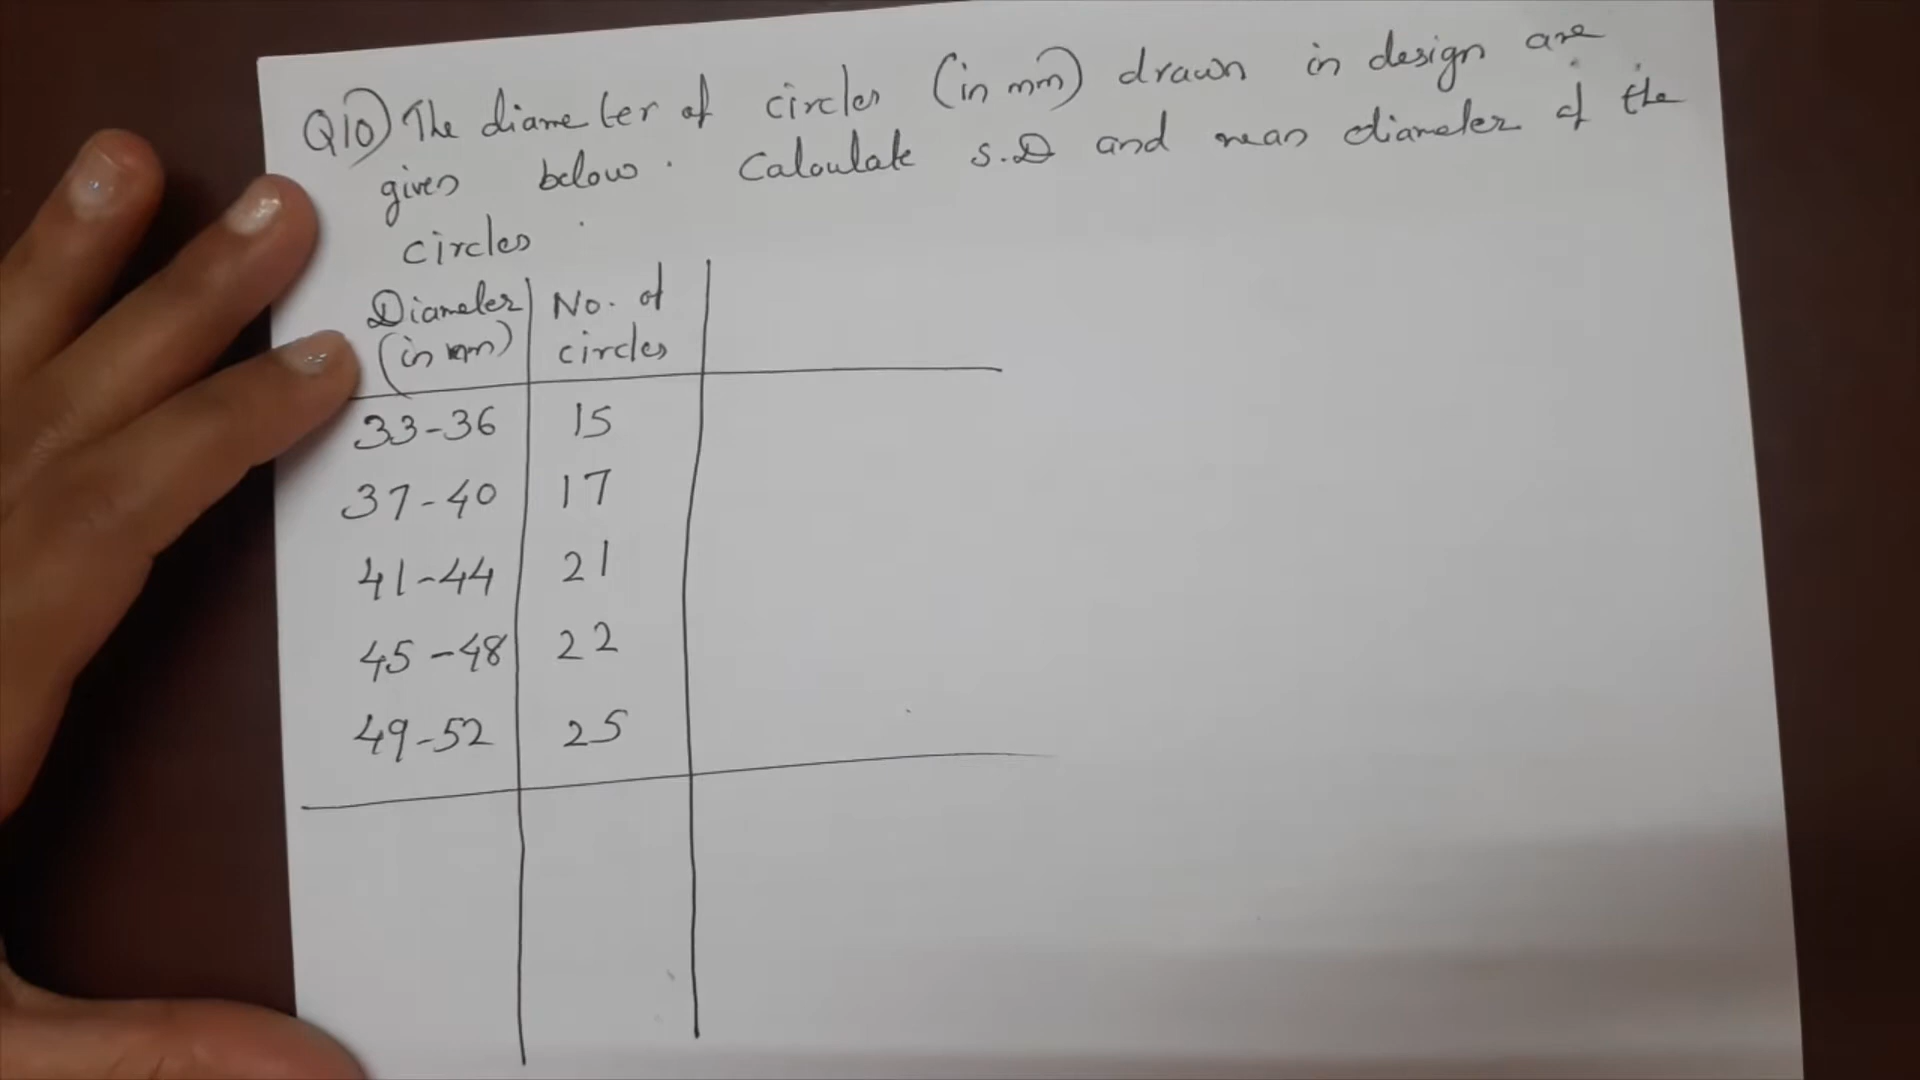 Q10) The diameter of circles (in mm) drawn in design are
given below. Calculate S.D and mean diameter of the
circles.
Diameter (in mm) No. of circles
33-36 15
37-40 17
41-44 21
45-48 22
49-52 25